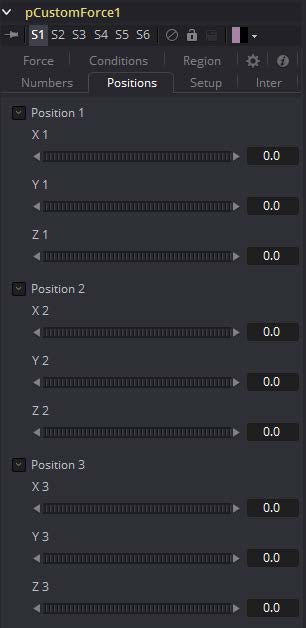 pCustomForce1
S1 S2 S3 S4 S5 S6
Force Conditions Region
Numbers Positions Setup Inter
Position 1
X 1
0.0
Y 1
0.0
Z 1
0.0
Position 2
X 2
0.0
Y 2
0.0
Z 2
0.0
Position 3
X 3
0.0
Y 3
0.0
Z 3
0.0